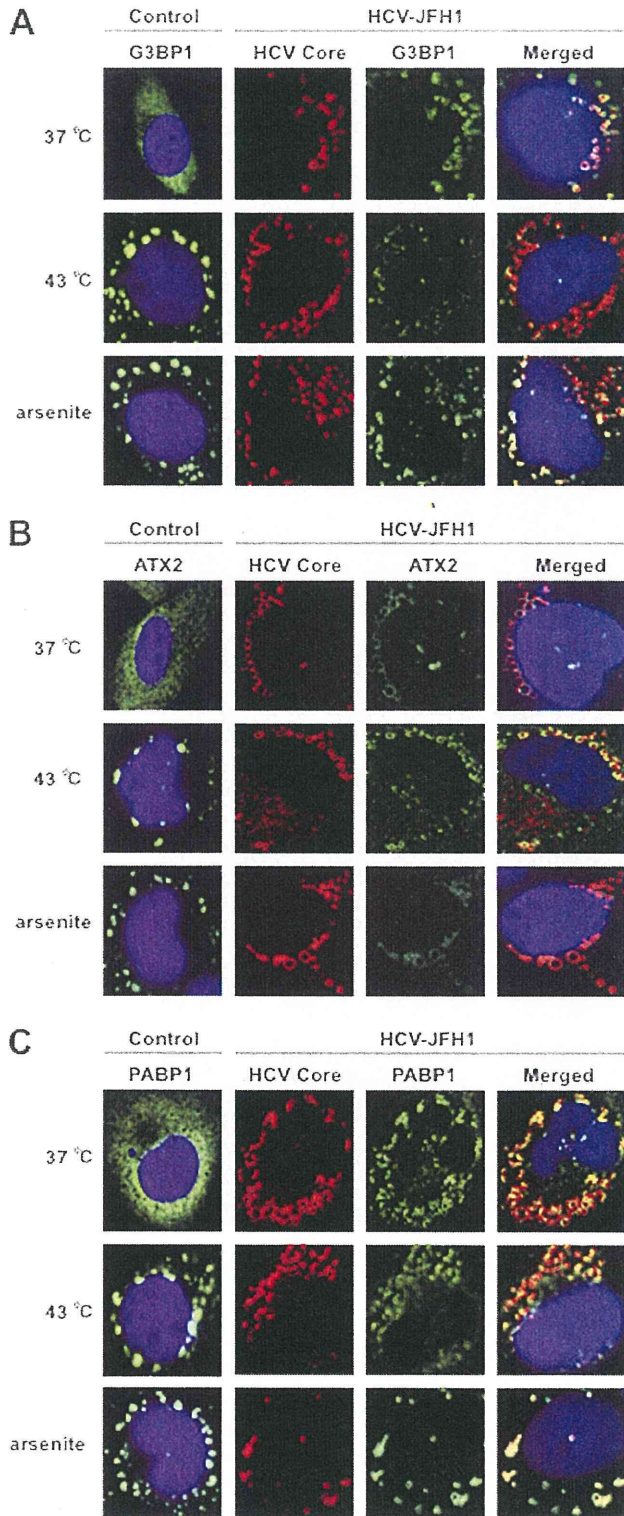 A
Control HCV-JFH1
G3BP1 HCV Core G3BP1 Merged
37 °C
43 °C
arsenite
B
Control HCV-JFH1
ATX2 HCV Core ATX2 Merged
37 °C
43 °C
arsenite
C
Control HCV-JFH1
PABP1 HCV Core PABP1 Merged
37 °C
43 °C
arsenite